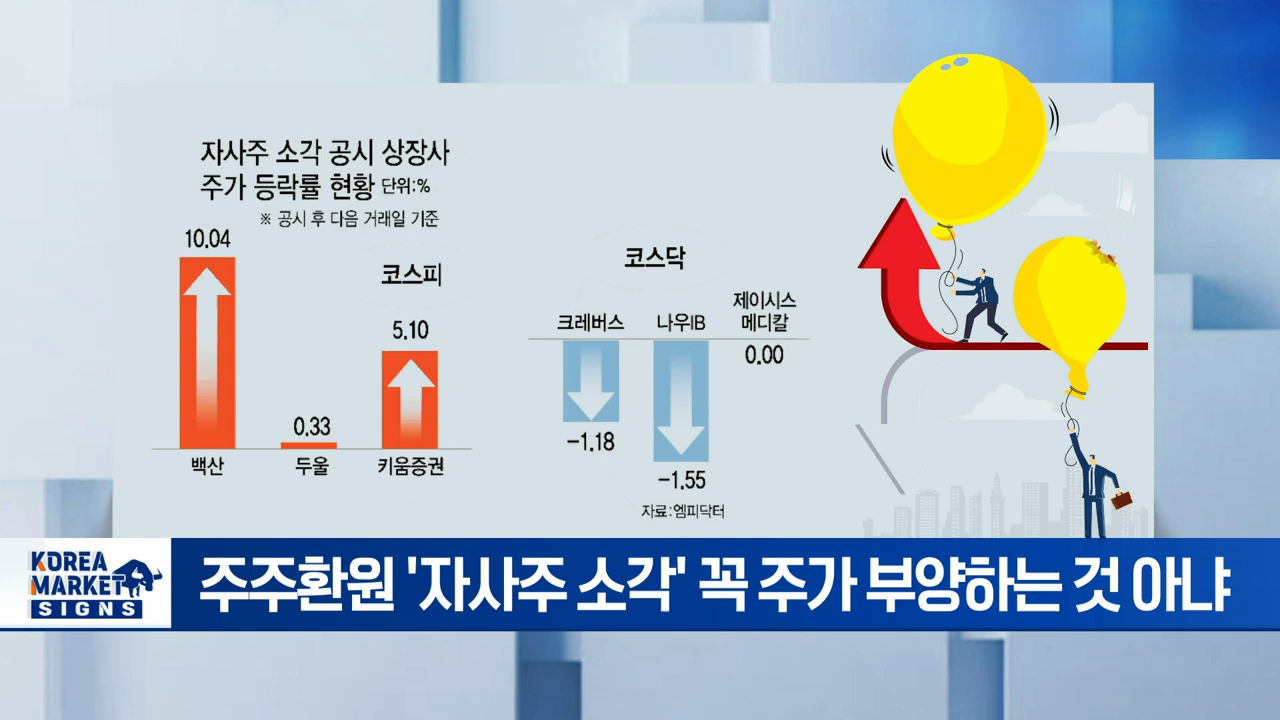 자사주 소각 공시 상장사
주가 등락률 현황 단위:%
※ 공시 후 다음 거래일 기준
코스피
10.04
0.33
5.10
백산
두울
키움증권
코스닥
크레버스
나우IB
제이시스
메디칼
-1.18
-1.55
0.00
자료:엠피닥터
KOREA
MARKET
SIGNS
주주환원 '자사주 소각' 꼭 주가 부양하는 것 아냐